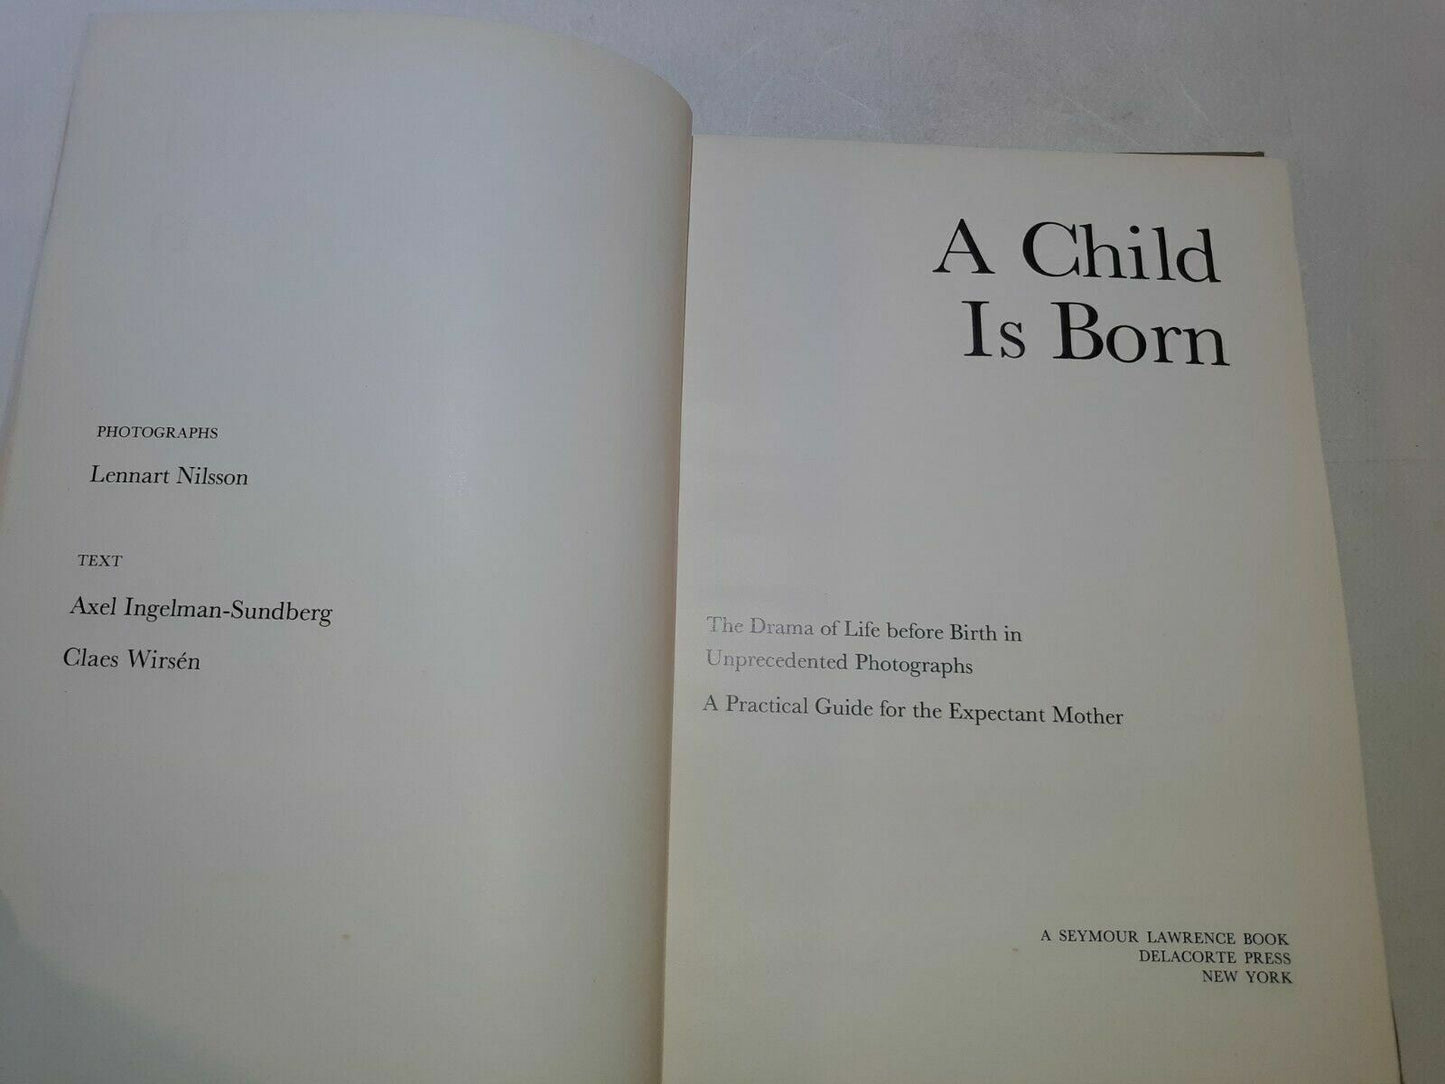 PHOTOGRAPHS
Lennart Nilsson
TEXT
Axel Ingelman-Sundberg
Claes Wirsén
A Child
Is Born
The Drama of Life before Birth in
Unprecedented Photographs
A Practical Guide for the Expectant Mother
A SEYMOUR LAWRENCE BOOK
DELACORTE PRESS
NEW YORK